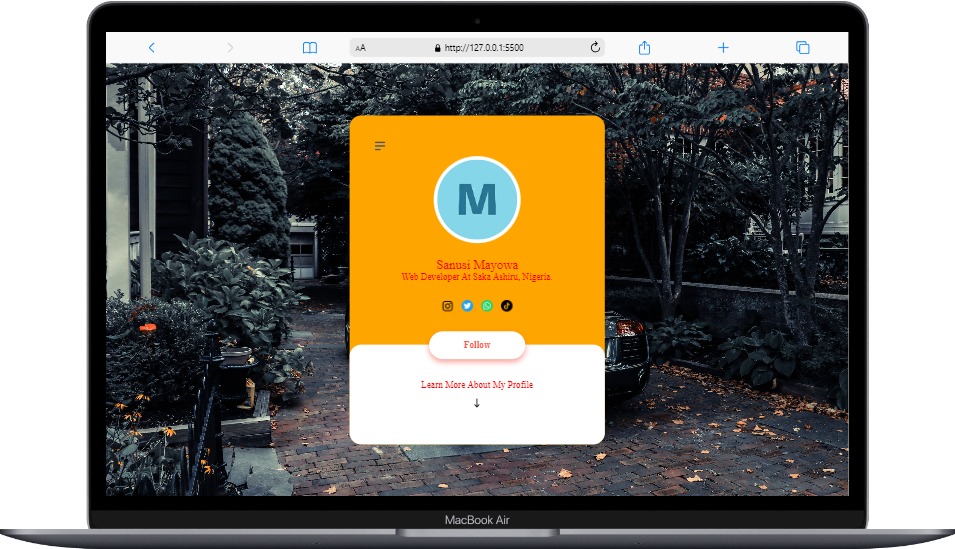 AA http://127.0.0.1:5500
M
Sanusi Mayowa
Web Developer At Saka Ashiru, Nigeria.
Follow
Learn More About My Profile
MacBook Air